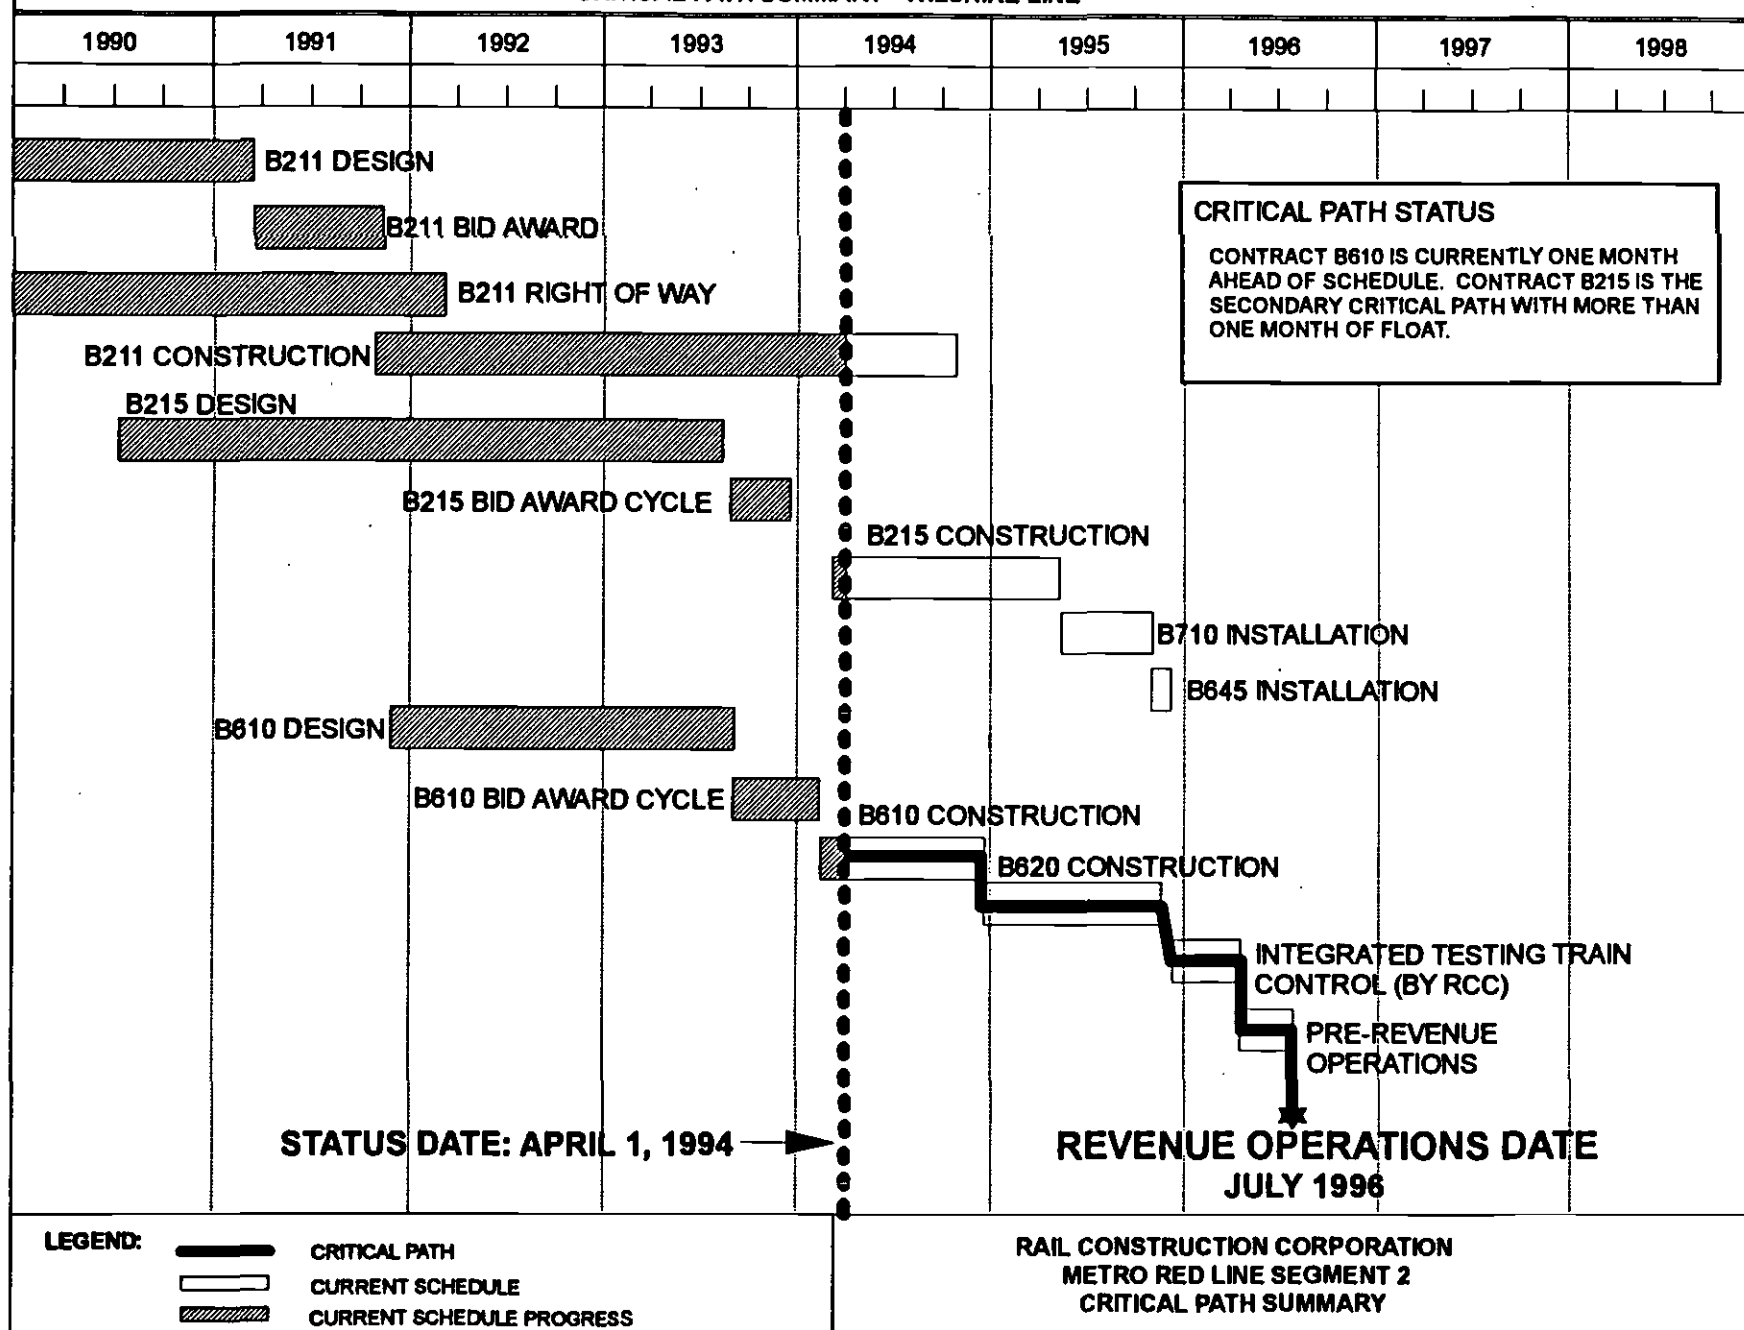 1990 1991 1992 1993 1994 1995 1996 1997 1998
B211 DESIGN
B211 BID AWARD
B211 RIGHT OF WAY
B211 CONSTRUCTION
B215 DESIGN
B215 BID AWARD CYCLE
B215 CONSTRUCTION
B710 INSTALLATION
B645 INSTALLATION
B610 DESIGN
B610 BID AWARD CYCLE
B610 CONSTRUCTION
B620 CONSTRUCTION
INTEGRATED TESTING TRAIN
CONTROL (BY RCC)
PRE-REVENUE
OPERATIONS
CRITICAL PATH STATUS
CONTRACT B610 IS CURRENTLY ONE MONTH
AHEAD OF SCHEDULE. CONTRACT B215 IS THE
SECONDARY CRITICAL PATH WITH MORE THAN
ONE MONTH OF FLOAT.
STATUS DATE: APRIL 1, 1994
REVENUE OPERATIONS DATE
JULY 1996
LEGEND:
CRITICAL PATH
CURRENT SCHEDULE
CURRENT SCHEDULE PROGRESS
RAIL CONSTRUCTION CORPORATION
METRO RED LINE SEGMENT 2
CRITICAL PATH SUMMARY